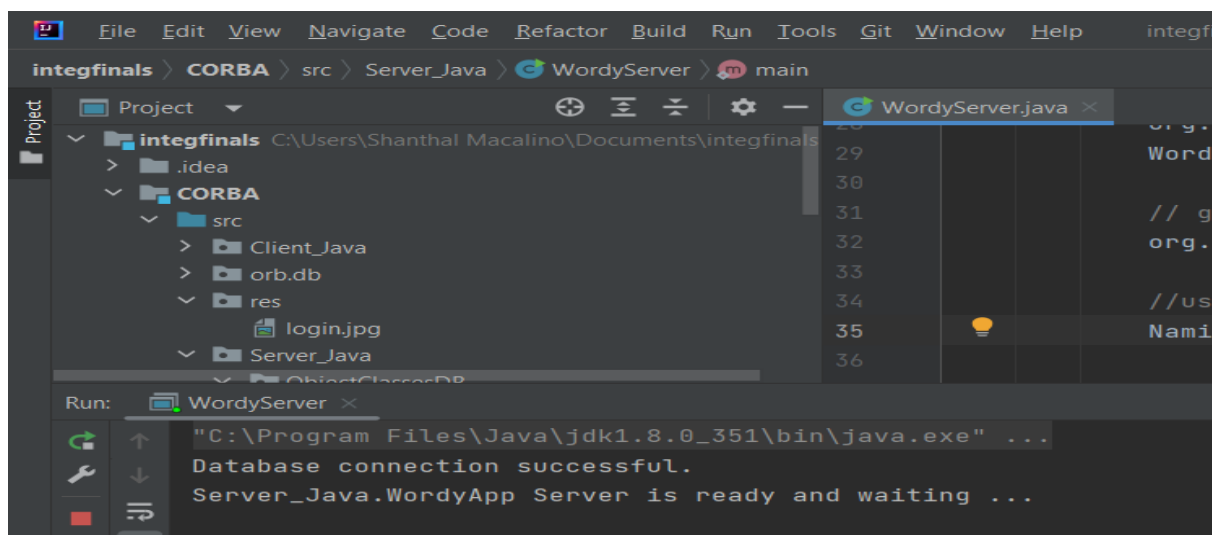 IJ File Edit View Navigate Code Refactor Build Run Tools Git Window Help
integfinals > CORBA > src > Server_Java > WordyServer > main
Project
Project
WordyServer.java
integfinals C:\Users\Shanthal Macalino\Documents\integfinals
.idea
CORBA
src
Client_Java
orb.db
res
login.jpg
Server_Java
29 Word
30
31 // g
32 org.
33
34 //us
35 Nami
36
Run: WordyServer
"C:\Program Files\Java\jdk1.8.0_351\bin\java.exe" ...
Database connection successful.
Server_Java.WordyApp Server is ready and waiting ...